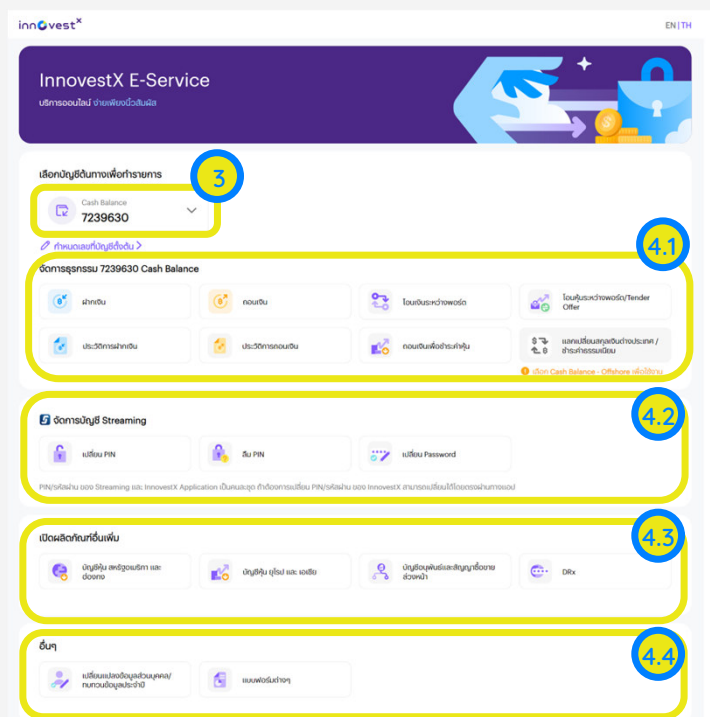 innovestˣ
EN | TH
InnovestX E-Service
บริการออนไลน์ ง่ายเพียงนิ้วสัมผัส
เลือกบัญชีต้นทางเพื่อทำรายการ
3
Cash Balance
7239630
กำหนดเลขที่บัญชีตั้งต้น >
4.1
จัดการธุรกรรม 7239630 Cash Balance
ฝากเงิน
ถอนเงิน
โอนเงินระหว่างพอร์ต
โอนหุ้นระหว่างพอร์ต/Tender
Offer
ประวัติการฝากเงิน
ประวัติการถอนเงิน
ถอนเงินเพื่อชำระค่าหุ้น
แลกเปลี่ยนสกุลเงินต่างประเทศ /
ชำระค่าธรรมเนียม
เลือก Cash Balance - Offshore เพื่อใช้งาน
4.2
จัดการบัญชี Streaming
เปลี่ยน PIN
ลืม PIN
เปลี่ยน Password
PIN/รหัสผ่าน ของ Streaming และ InnovestX Application เป็นคนละชุด ถ้าต้องการเปลี่ยน PIN/รหัสผ่าน ของ InnovestX สามารถเปลี่ยนได้โดยตรงผ่านทางแอป
4.3
เปิดผลิตภัณฑ์อื่นเพิ่ม
บัญชีหุ้น สหรัฐอเมริกา และ
ฮ่องกง
บัญชีหุ้น ยุโรป และ เอเชีย
บัญชีอนุพันธ์และสัญญาซื้อขาย
ล่วงหน้า
DRx
4.4
อื่นๆ
เปลี่ยนแปลงข้อมูลส่วนบุคคล/
ทบทวนข้อมูลประจำปี
แบบฟอร์มต่างๆ